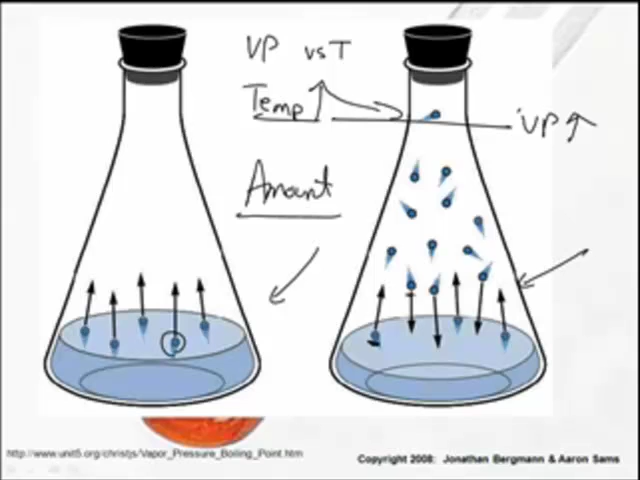 VP vs T
Temp ↑
VP ↑
Amount
http://www.unit5.org/christjs/Vapor_Pressure_Boiling_Point.htm
Copyright 2008: Jonathan Bergmann & Aaron Sams